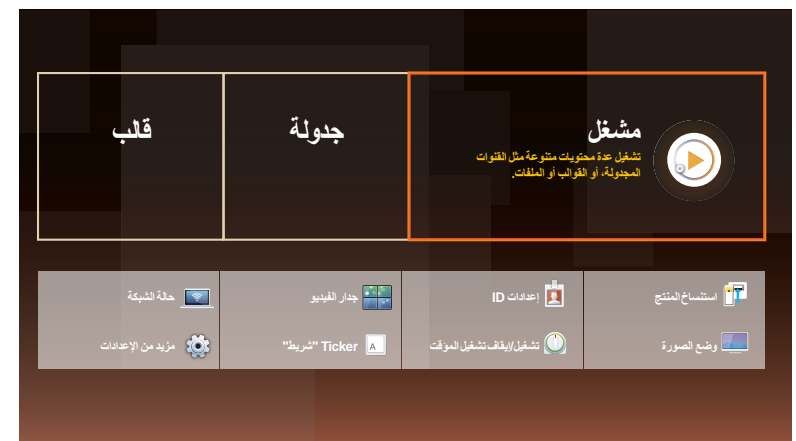 مشغل
تشغيل عدة محتويات متنوعة مثل القنوات
المجدولة، أو القوالب أو الملفات.
جدولة
قالب
استنساخ المنتج
إعدادات ID
جدار الفيديو
حالة الشبكة
وضع الصورة
تشغيل/إيقاف تشغيل المؤقت
Ticker "شريط"
A
مزيد من الإعدادات